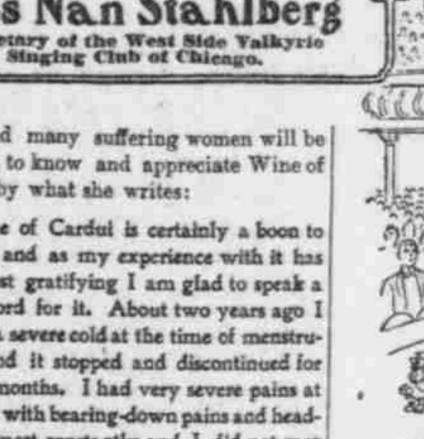 s Nan Stahlberg
etary of the West Side Valkyrie
Singing Club of Chicago.
d many suffering women will be
to know and appreciate Wine of
by what she writes:
e of Cardui is certainly a boon to
and as my experience with it has
st gratifying I am glad to speak a
ord for it. About two years ago I
a severe cold at the time of menstru-
nd it stopped and discontinued for
months. I had very severe pains at
with bearing-down pains and head-